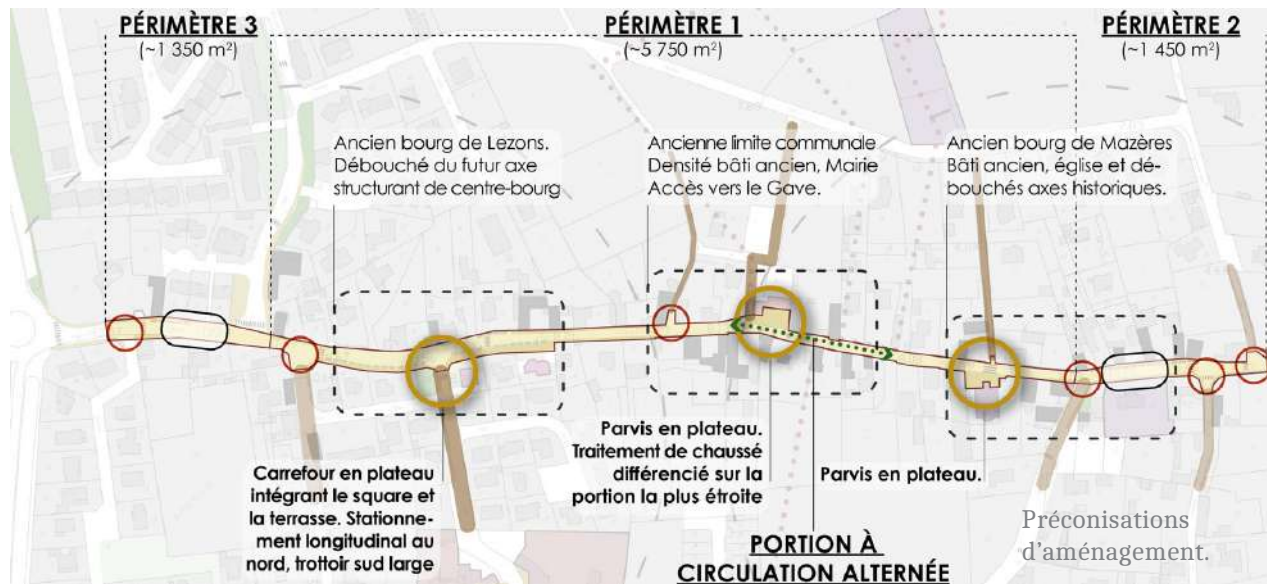 PÉRIMÈTRE 3
(~1 350 m²)
PÉRIMÈTRE 1
(~5 750 m²)
PÉRIMÈTRE 2
(~1 450 m²)
Ancien bourg de Lezons.
Débouché du futur axe
structurant de centre-bourg
Ancienne limite communde
Densité bâti ancien, Mairie
Accès vers le Gave.
Ancien bourg de Mazères
Bâti ancien, église et dé-
bouchés axes historiques.
Carrefour en plateau
intégrant le square et
la terrasse. Stationne-
ment longitudinal au
nord, trottoir sud large
Parvis en plateau.
Traitement de chaussé
différencié sur la
portion la plus étroite
Parvis en plateau.
PORTION À
CIRCULATION ALTERNÉE
Préconisations
d'aménagement.